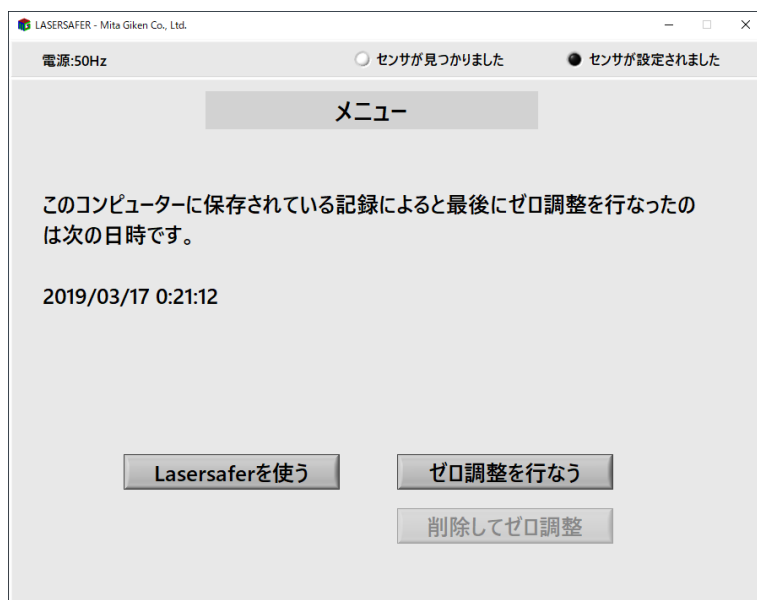 LASERSAFER - Mita Giken Co., Ltd.
電源:50Hz
センサが見つかりました
センサが設定されました
メニュー
このコンピューターに保存されている記録によると最後にゼロ調整を行なったの
は次の日時です。
2019/03/17 0:21:12
Lasersaferを使う
ゼロ調整を行なう
削除してゼロ調整